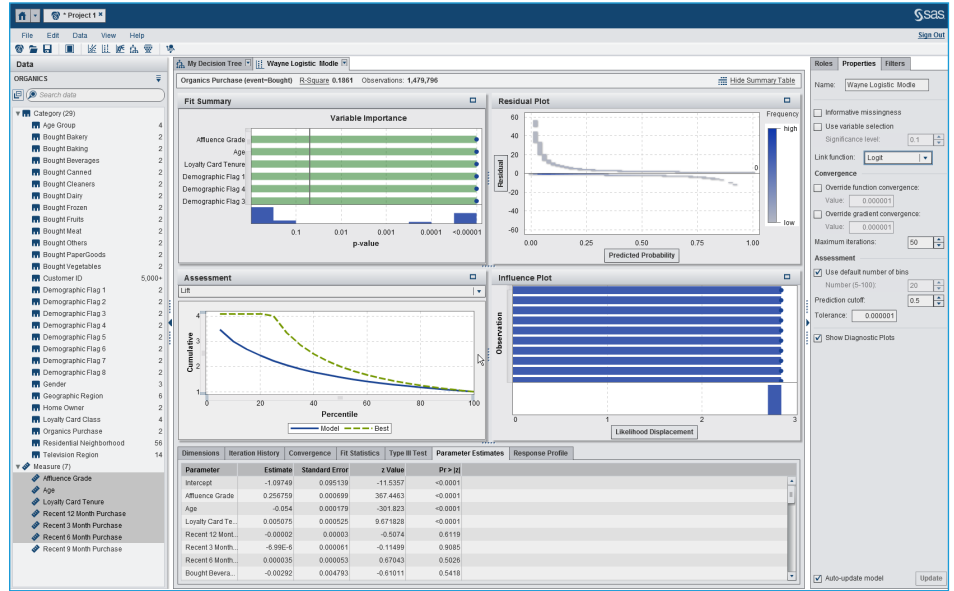 * Project 1 ×
§sas
File Edit Data View Help
Sign Out
Data
ORGANICS
Search data
Category (29)
Age Group 4
Bought Bakery 2
Bought Baking 2
Bought Beverages 2
Bought Canned 2
Bought Cleaners 2
Bought Dairy 2
Bought Frozen 2
Bought Fruits 2
Bought Meat 2
Bought Others 2
Bought PaperGoods 2
Bought Vegetables 2
Customer ID 5,000+
Demographic Flag 1 2
Demographic Flag 2 2
Demographic Flag 3 2
Demographic Flag 4 2
Demographic Flag 5 2
Demographic Flag 6 2
Demographic Flag 7 2
Demographic Flag 8 2
Gender 3
Geographic Region 6
Home Owner 2
Loyalty Card Class 4
Organics Purchase 2
Residential Neighborhood 56
Television Region 14
Measure (7)
Affluence Grade
Age
Loyalty Card Tenure
Recent 12 Month Purchase
Recent 3 Month Purchase
Recent 6 Month Purchase
Recent 9 Month Purchase
My Decision Tree Wayne Logistic Modle
Organics Purchase (event=Bought) R-Square 0.1861 Observations: 1,479,796 Hide Summary Table
Fit Summary
Variable Importance
Affluence Grade
Age
Loyalty Card Tenure
Demographic Flag 1
Demographic Flag 4
Demographic Flag 3
0.1 0.01 0.001 0.0001 <0.00001
p-value
Residual Plot
Frequency
high
low
Residual
60
40
20
0
-20
-40
-60
0
0.00 0.25 0.50 0.75 1.00
Predicted Probability
Assessment
Lift
Cumulative
4
3
2
1
0 20 40 60 80 100
Percentile
Model Best
Influence Plot
Observation
0 1 2 3
Likelihood Displacement
Dimensions Iteration History Convergence Fit Statistics Type III Test Parameter Estimates Response Profile
Parameter Estimate Standard Error z Value Pr > |z|
Intercept -1.09749 0.095139 -11.5357 <0.0001
Affluence Grade 0.256759 0.000699 367.4463 <0.0001
Age -0.054 0.000179 -301.823 <0.0001
Loyalty Card Te... 0.005075 0.000525 9.671828 <0.0001
Recent 12 Mont... -0.00002 0.00003 -0.5074 0.6119
Recent 3 Month... -6.99E-6 0.000061 -0.11499 0.9085
Recent 6 Month... 0.000035 0.000053 0.67043 0.5026
Bought Bevera... -0.00292 0.004793 -0.61011 0.5418
Roles Properties Filters
Name: Wayne Logistic Modle
Informative missingness
Use variable selection
Significance level: 0.1
Link function: Logit
Convergence
Override function convergence:
Value: 0.000001
Override gradient convergence:
Value: 0.000001
Maximum iterations: 50
Assessment
Use default number of bins
Number (5-100): 20
Prediction cutoff: 0.5
Tolerance: 0.000001
Show Diagnostic Plots
Auto-update model Update